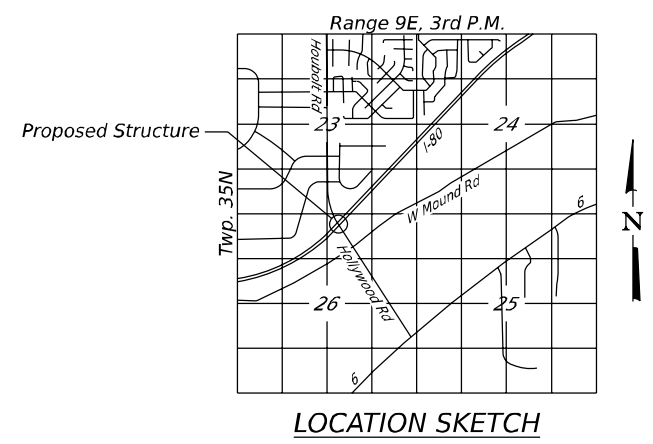 Range 9E, 3rd P.M.
Houbolt Rd
Proposed Structure
23
24
I-80
Twp. 35N
W Mound Rd
6
N
Hollywood Rd
26
25
6
LOCATION SKETCH